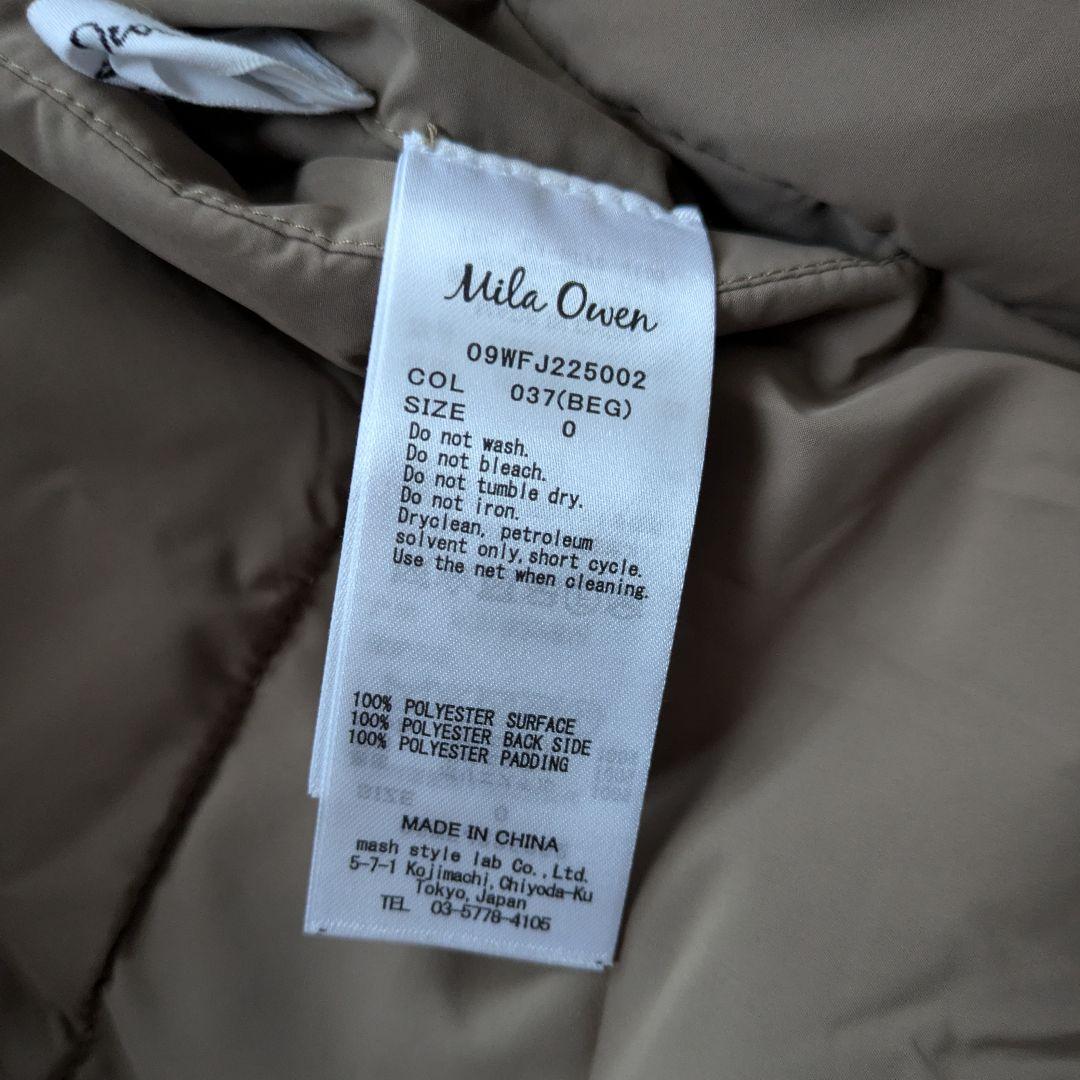 Mila Owen
09WFJ225002
COL 037(BEG)
SIZE 0
Do not wash.
Do not bleach.
Do not tumble dry.
Do not iron.
Dryclean, petroleum
solvent only,short cycle.
Use the net when cleaning.
100% POLYESTER SURFACE
100% POLYESTER BACK SIDE
100% POLYESTER PADDING
MADE IN CHINA
mash style lab Co.,Ltd.
5-7-1 Kojimachi,Chiyoda-Ku
Tokyo,Japan
TEL 03-5778-4105